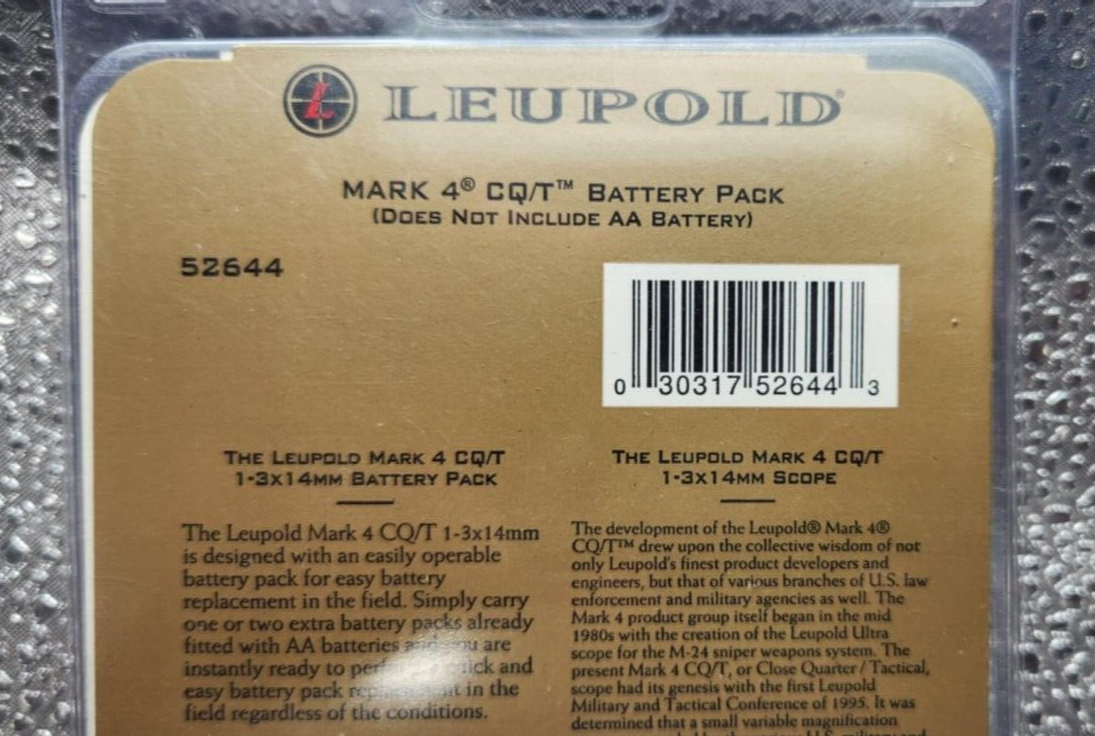 L LEUPOLD®
MARK 4® CQ/T™ BATTERY PACK
(DOES NOT INCLUDE AA BATTERY)
52644
0 30317 52644 3
THE LEUPOLD MARK 4 CQ/T
1-3X14MM BATTERY PACK
The Leupold Mark 4 CQ/T 1-3x14mm
is designed with an easily operable
battery pack for easy battery
replacement in the field. Simply carry
one or two extra battery packs already
fitted with AA batteries and you are
instantly ready to perform quick and
easy battery pack replacement in the
field regardless of the conditions.
THE LEUPOLD MARK 4 CQ/T
1-3X14MM SCOPE
The development of the Leupold® Mark 4®
CQ/T™ drew upon the collective wisdom of not
only Leupold's finest product developers and
engineers, but that of various branches of U.S. law
enforcement and military agencies as well. The
Mark 4 product group itself began in the mid
1980s with the creation of the Leupold Ultra
scope for the M-24 sniper weapons system. The
present Mark 4 CQ/T, or Close Quarter / Tactical,
scope had its genesis with the first Leupold
Military and Tactical Conference of 1995. It was
determined that a small variable magnification